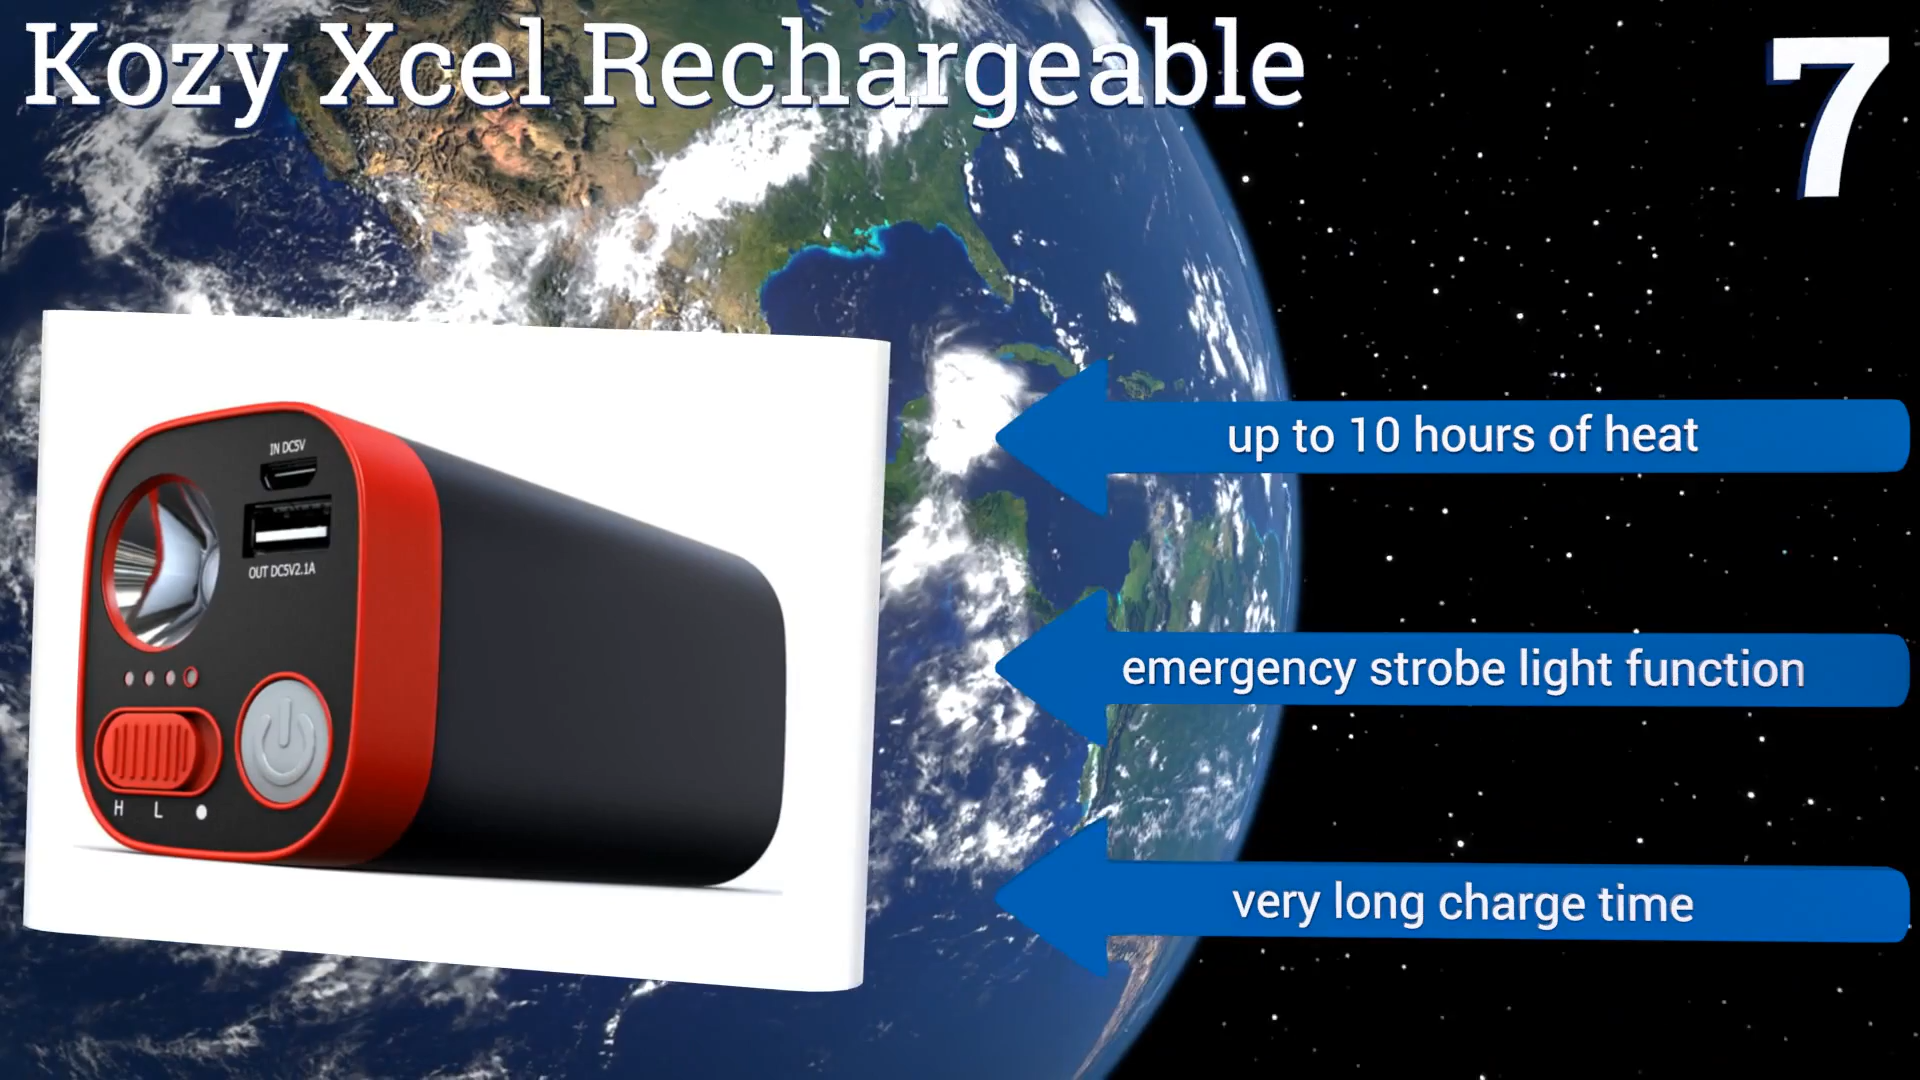 Kozy Xcel Rechargeable
7
IN DC5V
OUT DC5V2.1A
H L
up to 10 hours of heat
emergency strobe light function
very long charge time